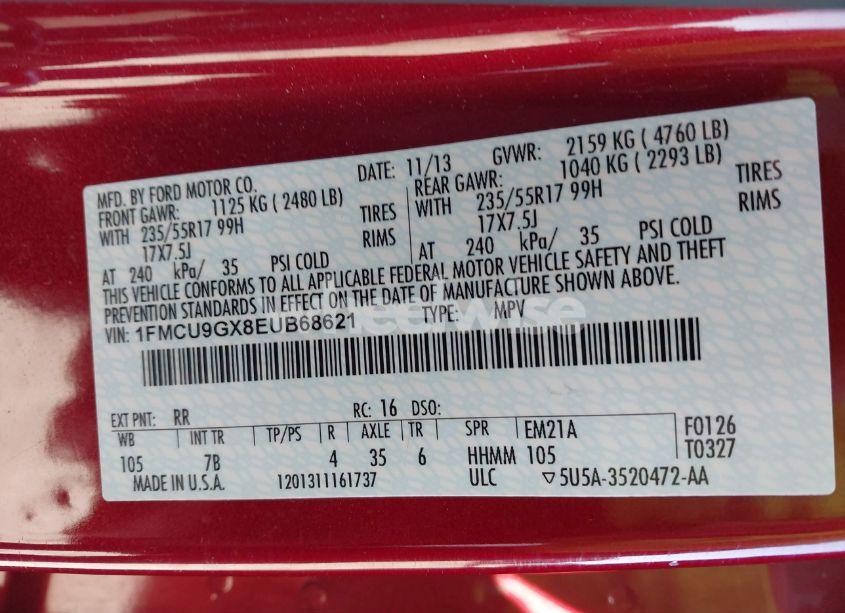 MFD. BY FORD MOTOR CO. DATE: 11/13 GVWR: 2159 KG ( 4760 LB)
FRONT GAWR: 1125 KG ( 2480 LB) REAR GAWR: 1040 KG ( 2293 LB)
WITH 235/55R17 99H TIRES WITH 235/55R17 99H TIRES
17X7.5J RIMS 17X7.5J RIMS
AT 240 kPa/ 35 PSI COLD AT 240 kPa/ 35 PSI COLD
THIS VEHICLE CONFORMS TO ALL APPLICABLE FEDERAL MOTOR VEHICLE SAFETY AND THEFT
PREVENTION STANDARDS IN EFFECT ON THE DATE OF MANUFACTURE SHOWN ABOVE.
VIN: 1FMCU9GX8EUB68621 TYPE: MPV
EXT PNT: RR RC: 16 DSO:
WB INT TR TP/PS R AXLE TR SPR EM21A F0126
105 7B 4 35 6 HHMM 105 T0327
MADE IN U.S.A. 1201311161737 ULC ▽5U5A-3520472-AA